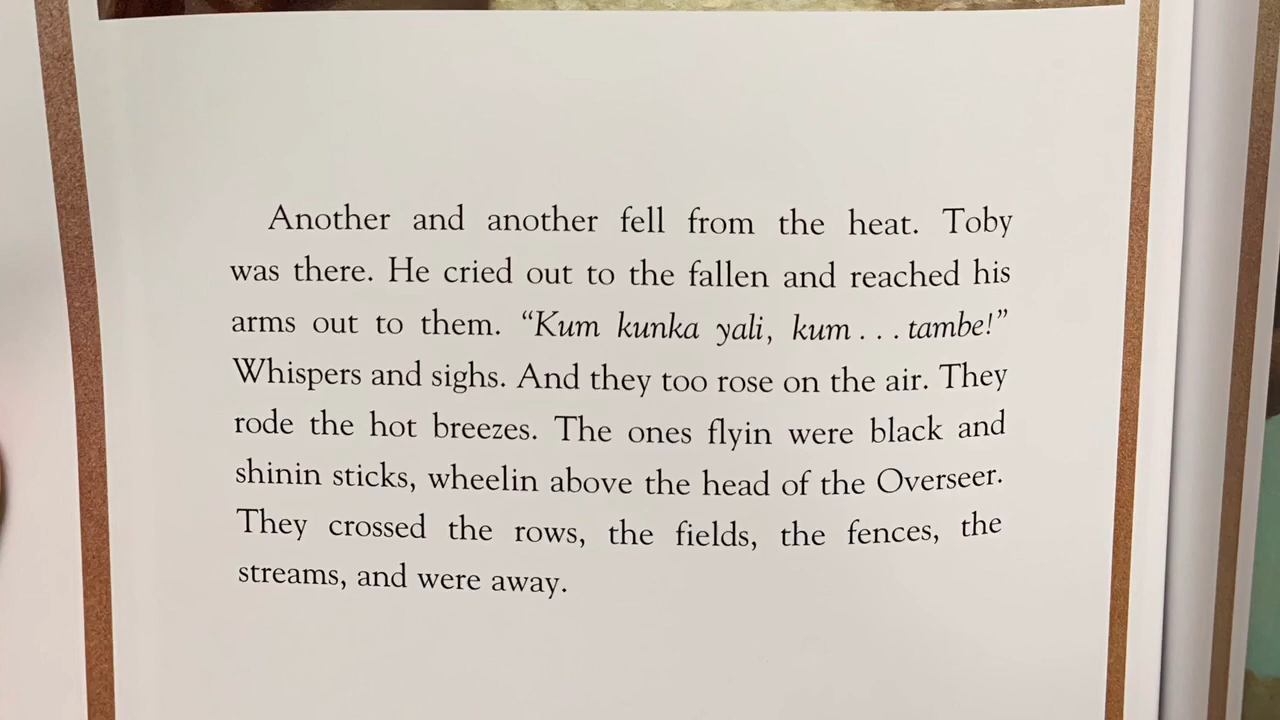 Another and another fell from the heat. Toby
was there. He cried out to the fallen and reached his
arms out to them. “Kum kunka yali, kum . . . tambe!”
Whispers and sighs. And they too rose on the air. They
rode the hot breezes. The ones flyin were black and
shinin sticks, wheelin above the head of the Overseer.
They crossed the rows, the fields, the fences, the
streams, and were away.